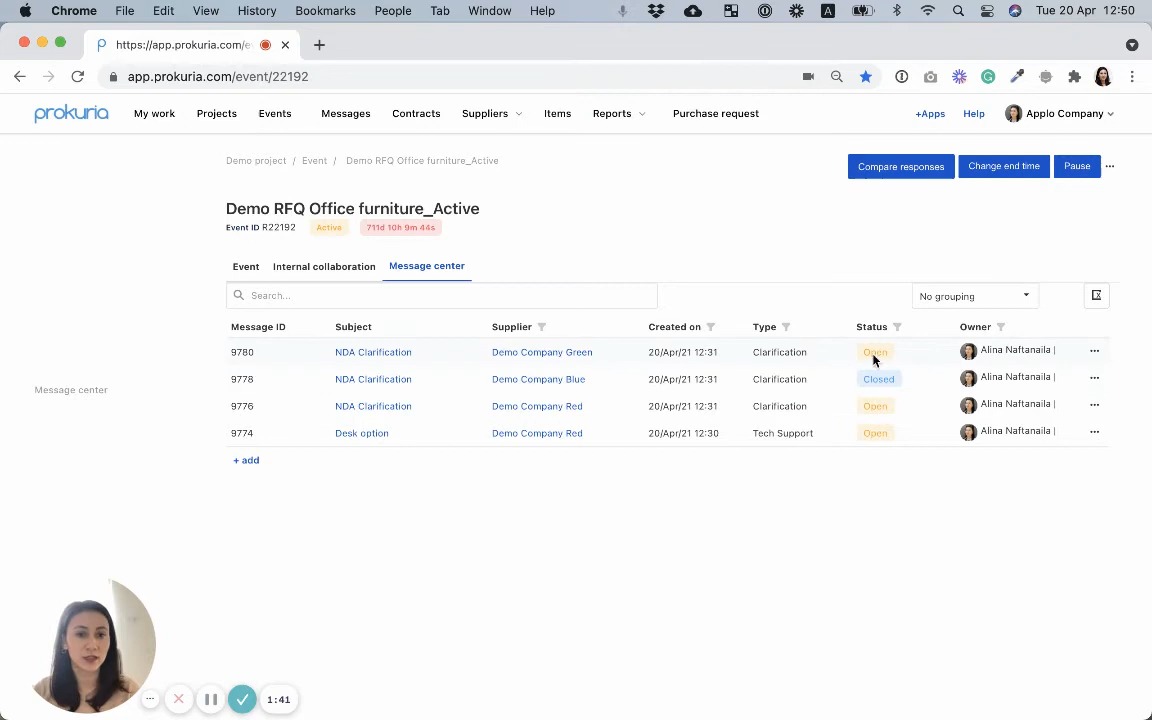 Chrome File Edit View History Bookmarks People Tab Window Help A Tue 20 Apr 12:50
https://app.prokuria.com/e
app.prokuria.com/event/22192
prokuria My work Projects Events Messages Contracts Suppliers Items Reports Purchase request +Apps Help Applo Company
Demo project / Event / Demo RFQ Office furniture_Active Compare responses Change end time Pause
Demo RFQ Office furniture_Active
Event ID R22192 Active 711d 10h 9m 44s
Event Internal collaboration Message center
Search... No grouping
Message ID Subject Supplier Created on Type Status Owner
9780 NDA Clarification Demo Company Green 20/Apr/21 12:31 Clarification Open Alina Naftanaila |
9778 NDA Clarification Demo Company Blue 20/Apr/21 12:31 Clarification Closed Alina Naftanaila |
Message center
9776 NDA Clarification Demo Company Red 20/Apr/21 12:31 Clarification Open Alina Naftanaila |
9774 Desk option Demo Company Red 20/Apr/21 12:30 Tech Support Open Alina Naftanaila |
+ add
1:41